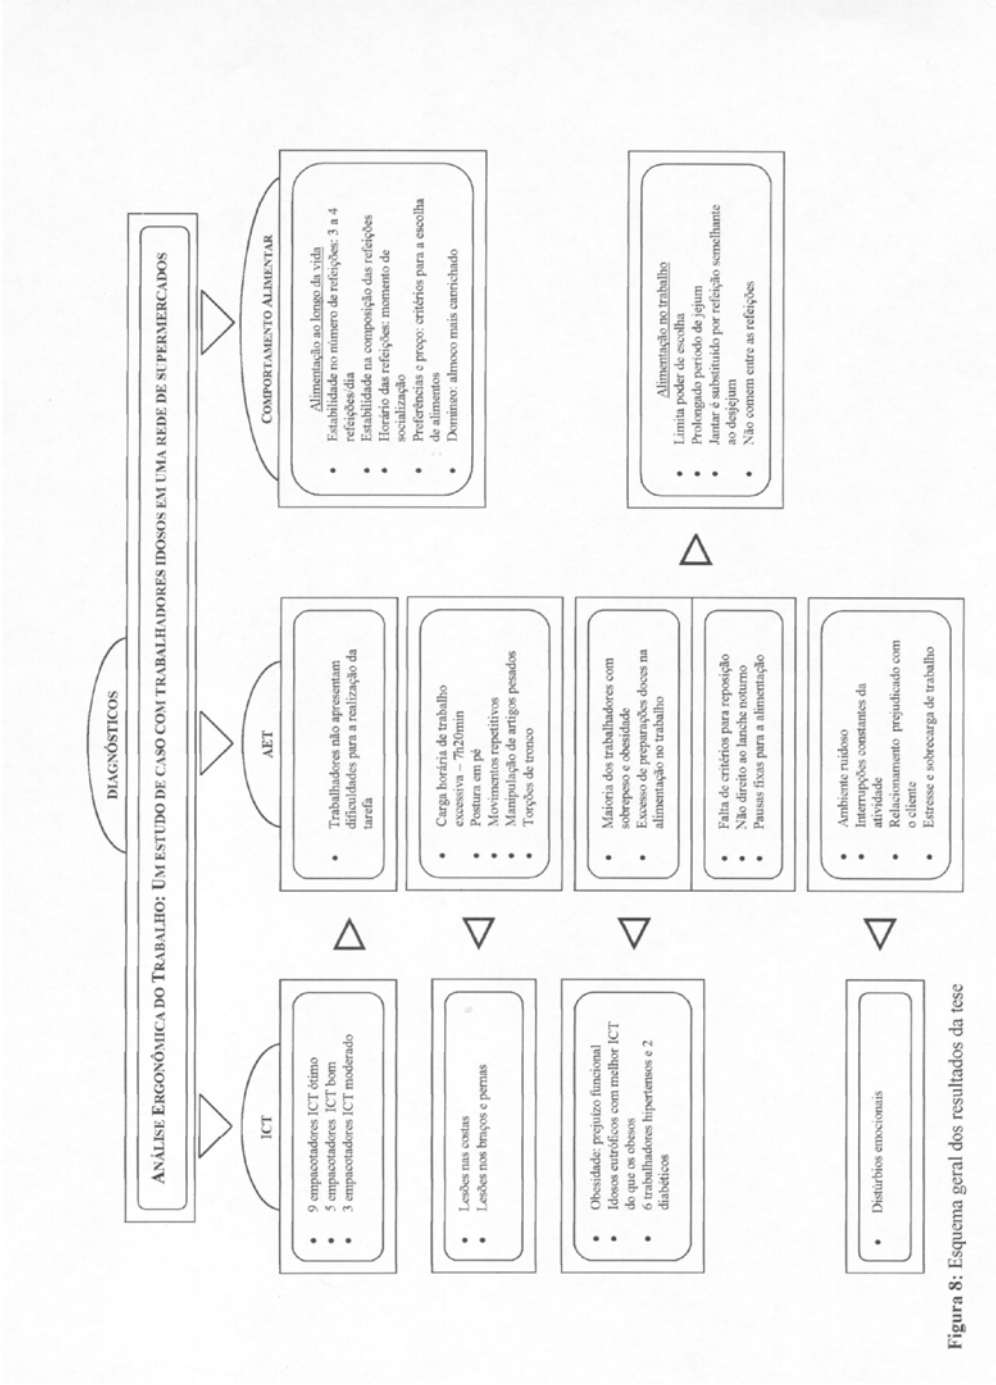 DIAGNÓSTICOS
ANÁLISE ERGONÔMICA DO TRABALHO: UM ESTUDO DE CASO COM TRABALHADORES IDOSOS EM UMA REDE DE SUPERMERCADOS
ICT
• 9 empacotadores ICT ótimo
• 5 empacotadores ICT bom
• 3 empacotadores ICT moderado
• Lesões nas costas
• Lesões nos braços e pernas
• Obesidade: prejuízo funcional
• Idosos eutróficos com melhor ICT
do que os obesos
• 6 trabalhadores hipertensos e 2
diabéticos
• Distúrbios emocionais
AET
• Trabalhadores não apresentam
dificuldades para a realização da
tarefa
• Carga horária de trabalho
excessiva – 7h20min
• Postura em pé
• Movimentos repetitivos
• Manipulação de artigos pesados
• Torções de tronco
• Maioria dos trabalhadores com
sobrepeso e obesidade
• Excesso de preparações doces na
alimentação no trabalho
• Falta de critérios para reposição
• Não direito ao lanche noturno
• Pausas fixas para a alimentação
• Ambiente ruidoso
• Interrupções constantes da
atividade
• Relacionamento prejudicado com
o cliente
• Estresse e sobrecarga de trabalho
COMPORTAMENTO ALIMENTAR
Alimentação ao longo da vida
• Estabilidade no número de refeições: 3 a 4
refeições/dia
• Estabilidade na composição das refeições
• Horário das refeições: momento de
socialização
• Preferências e preço: critérios para a escolha
de alimentos
• Domingo: almoço mais caprichado
Alimentação no trabalho
• Limita poder de escolha
• Prolongado período de jejum
• Jantar é substituído por refeição semelhante
ao desjejum
• Não comem entre as refeições
Figura 8: Esquema geral dos resultados da tese